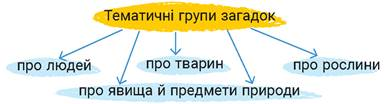 Тематичні групи загадок
про людей
про тварин
про рослини
про явища й предмети природи